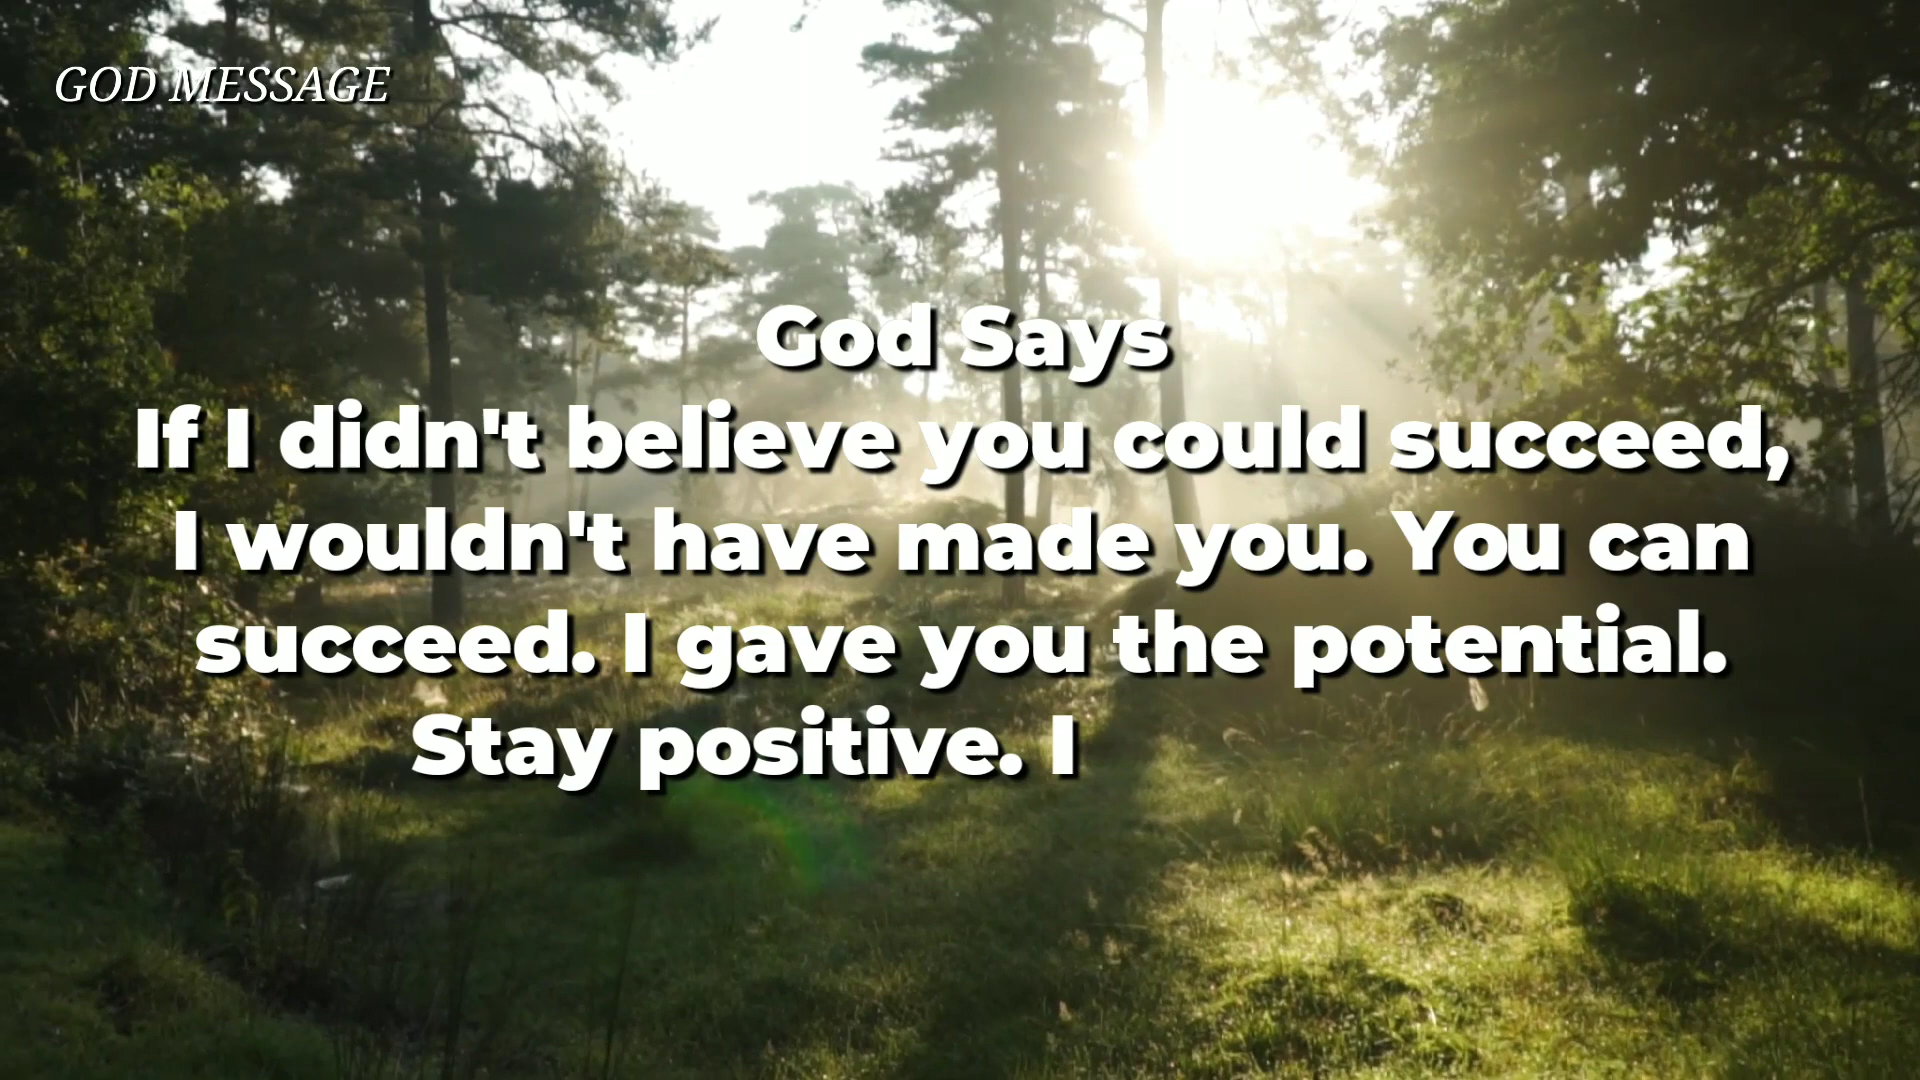 GOD MESSAGE
God Says
If I didn't believe you could succeed,
I wouldn't have made you. You can
succeed. I gave you the potential.
Stay positive. I